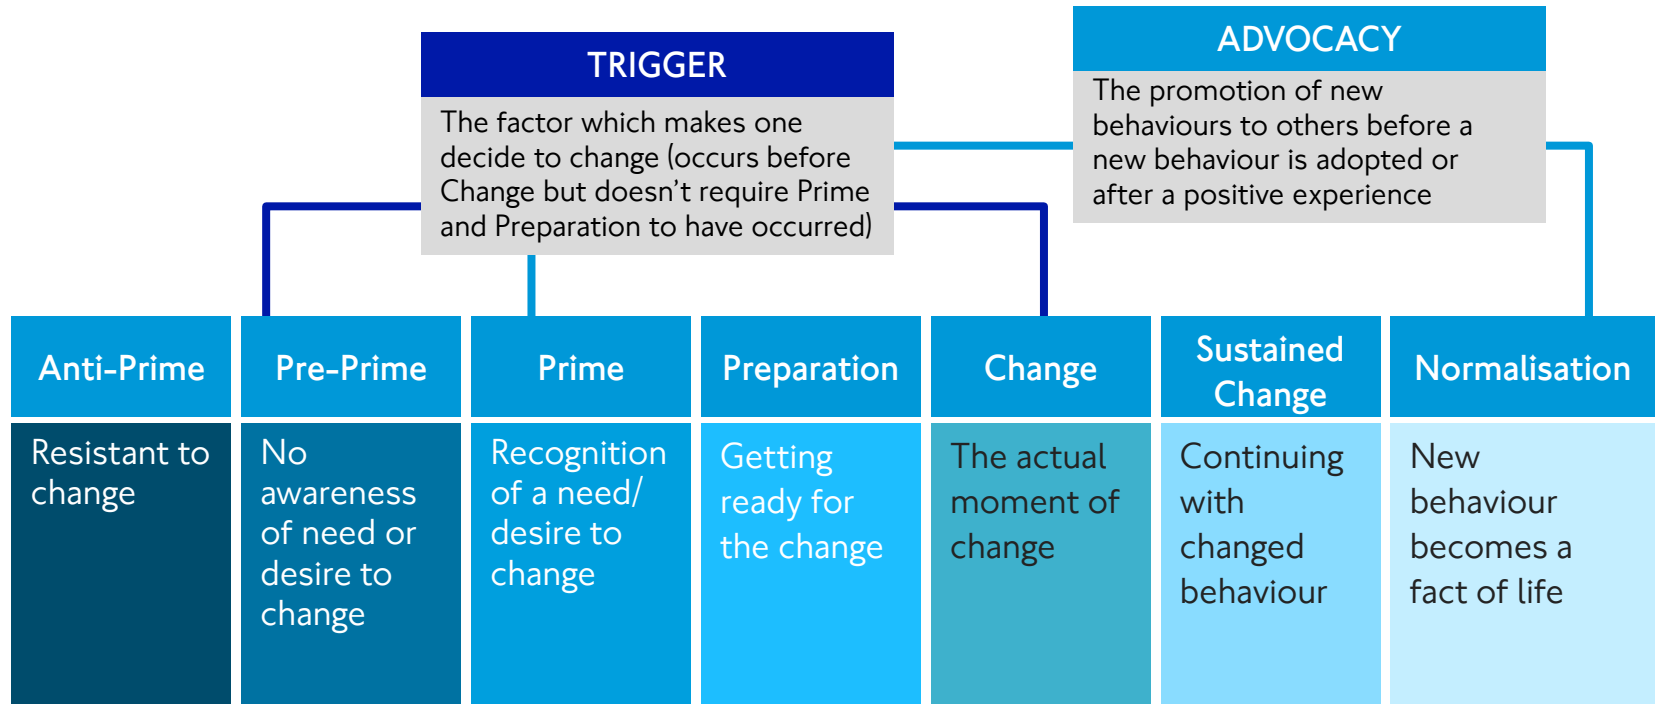 TRIGGER
The factor which makes one
decide to change (occurs before
Change but doesn't require Prime
and Preparation to have occurred)
ADVOCACY
The promotion of new
behaviours to others before a
new behaviour is adopted or
after a positive experience
Anti-Prime
Resistant to
change
Pre-Prime
No
awareness
of need or
desire to
change
Prime
Recognition
of a need/
desire to
change
Preparation
Getting
ready for
the change
Change
The actual
moment of
change
Sustained
Change
Continuing
with
changed
behaviour
Normalisation
New
behaviour
becomes a
fact of life